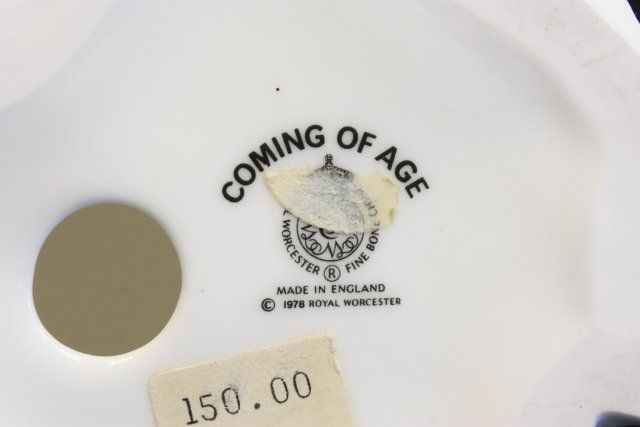 COMING OF AGE
WORCESTER ® FINE BONE
MADE IN ENGLAND
© 1978 ROYAL WORCESTER
150.00